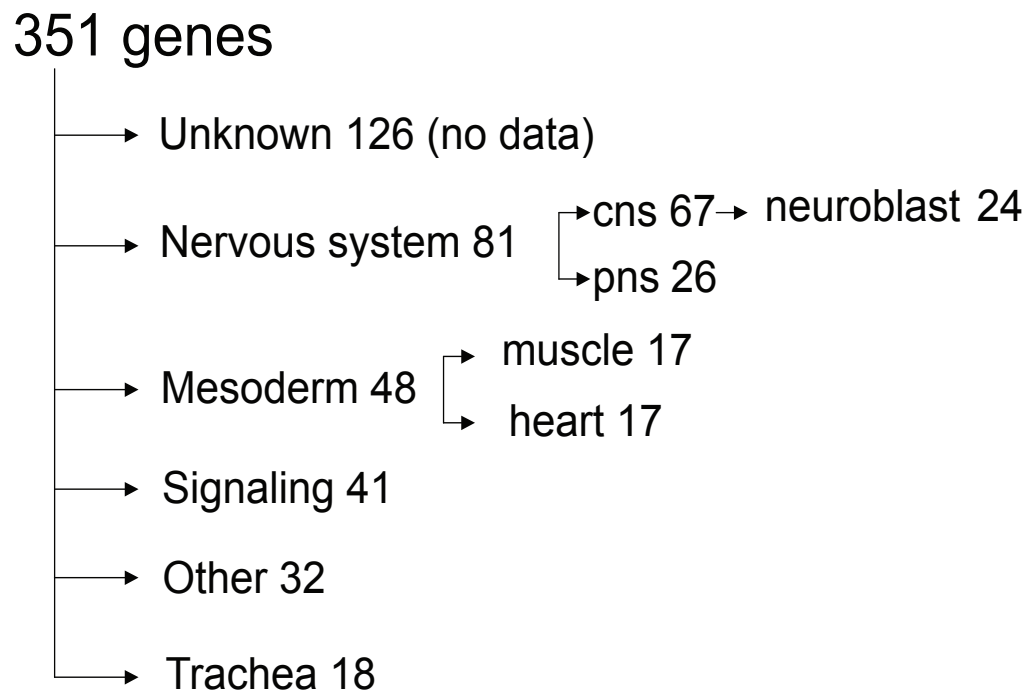 351 genes
Unknown 126 (no data)
Nervous system 81
cns 67
neuroblast 24
pns 26
Mesoderm 48
muscle 17
heart 17
Signaling 41
Other 32
Trachea 18